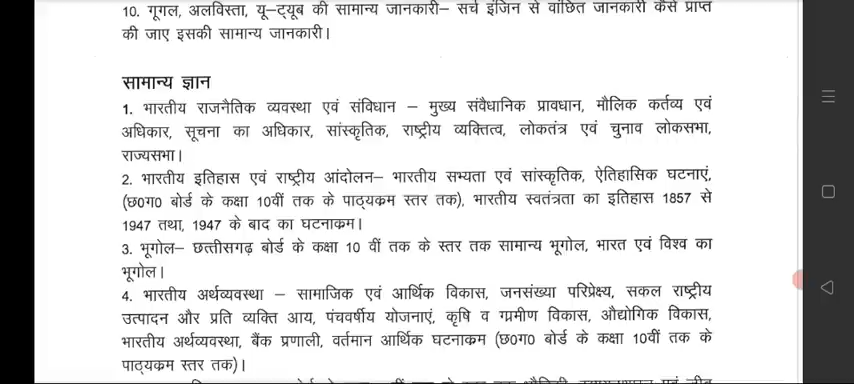 10. गूगल, अलविस्ता, यू–ट्यूब की सामान्य जानकारी– सर्च इंजिन से वांछित जानकारी कैसे प्राप्त
की जाए इसकी सामान्य जानकारी।
सामान्य ज्ञान
1. भारतीय राजनैतिक व्यवस्था एवं संविधान – मुख्य संवैधानिक प्रावधान, मौलिक कर्तव्य एवं
अधिकार, सूचना का अधिकार, सांस्कृतिक, राष्ट्रीय व्यक्तित्व, लोकतंत्र एवं चुनाव लोकसभा,
राज्यसभा।
2. भारतीय इतिहास एवं राष्ट्रीय आंदोलन– भारतीय सभ्यता एवं सांस्कृतिक, ऐतिहासिक घटनाएं,
(छ0ग0 बोर्ड के कक्षा 10वीं तक के पाठ्यक्रम स्तर तक), भारतीय स्वतंत्रता का इतिहास 1857 से
1947 तथा, 1947 के बाद का घटनाक्रम।
3. भूगोल– छत्तीसगढ़ बोर्ड के कक्षा 10 वीं तक के स्तर तक सामान्य भूगोल, भारत एवं विश्व का
भूगोल।
4. भारतीय अर्थव्यवस्था – सामाजिक एवं आर्थिक विकास, जनसंख्या परिप्रेक्ष्य, सकल राष्ट्रीय
उत्पादन और प्रति व्यक्ति आय, पंचवर्षीय योजनाएं, कृषि व ग्रामीण विकास, औद्योगिक विकास,
भारतीय अर्थव्यवस्था, बैंक प्रणाली, वर्तमान आर्थिक घटनाक्रम (छ0ग0 बोर्ड के कक्षा 10वीं तक के
पाठ्यक्रम स्तर तक)।